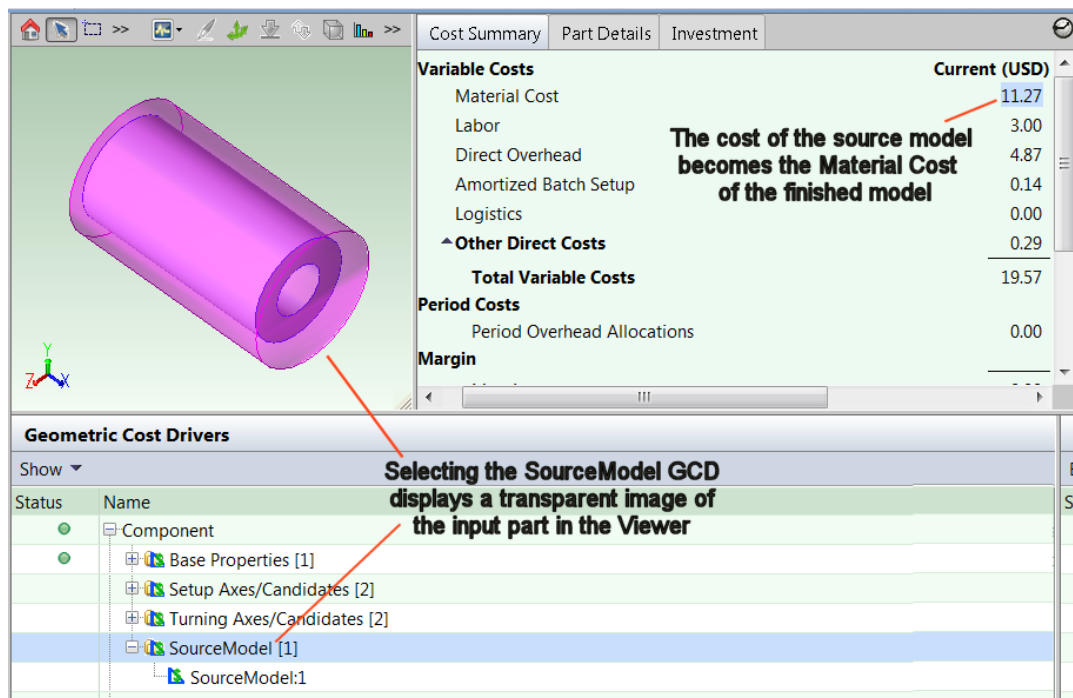 >>
>>
Cost Summary Part Details Investment
Variable Costs Current (USD)
Material Cost 11.27
Labor 3.00
Direct Overhead 4.87
Amortized Batch Setup 0.14
Logistics 0.00
Other Direct Costs 0.29
Total Variable Costs 19.57
Period Costs
Period Overhead Allocations 0.00
Margin
The cost of the source model
becomes the Material Cost
of the finished model
Y
Z X
Geometric Cost Drivers
Show
Selecting the SourceModel GCD
displays a transparent image of
the input part in the Viewer
Status Name
Component
Base Properties [1]
Setup Axes/Candidates [2]
Turning Axes/Candidates [2]
SourceModel [1]
SourceModel:1